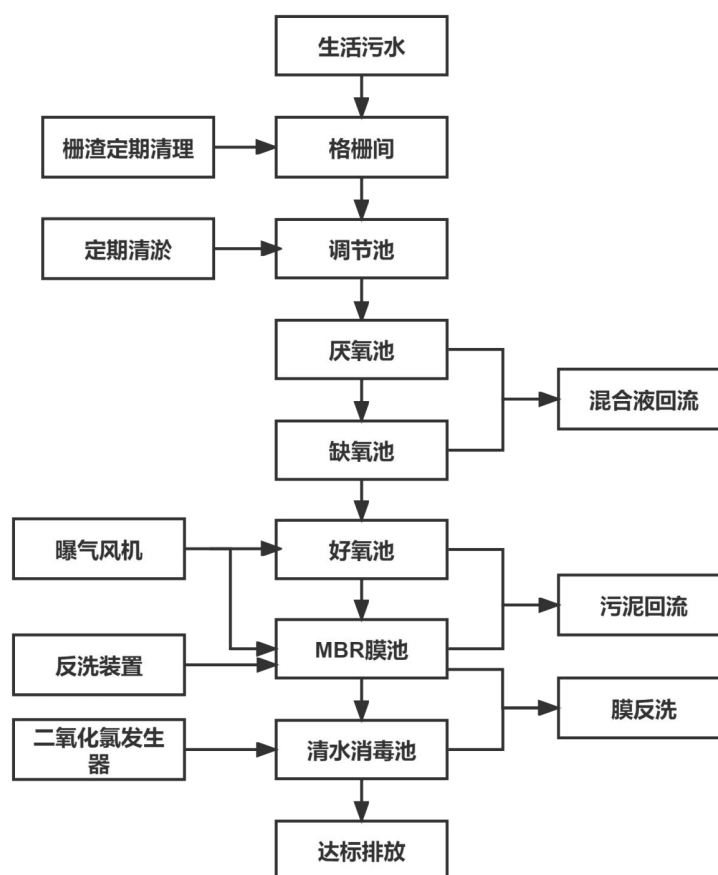 生活污水
栅渣定期清理
格栅间
定期清淤
调节池
厌氧池
混合液回流
缺氧池
曝气风机
好氧池
污泥回流
反洗装置
MBR膜池
膜反洗
二氧化氯发生
器
清水消毒池
达标排放